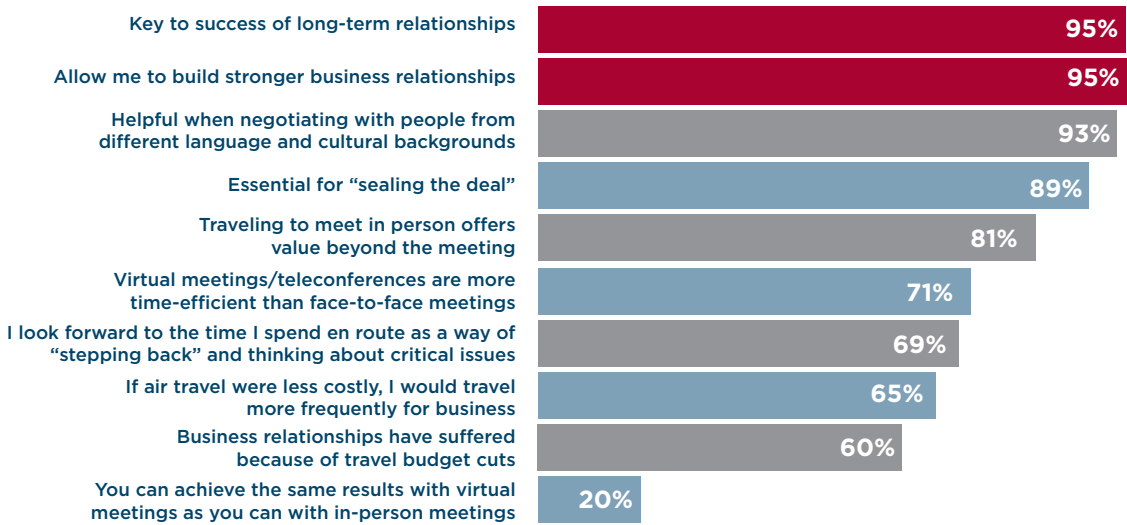 Key to success of long-term relationships
95%
Allow me to build stronger business relationships
95%
Helpful when negotiating with people from
different language and cultural backgrounds
93%
Essential for “sealing the deal”
89%
Traveling to meet in person offers
value beyond the meeting
81%
Virtual meetings/teleconferences are more
time-efficient than face-to-face meetings
71%
I look forward to the time I spend en route as a way of
“stepping back” and thinking about critical issues
69%
If air travel were less costly, I would travel
more frequently for business
65%
Business relationships have suffered
because of travel budget cuts
60%
You can achieve the same results with virtual
meetings as you can with in-person meetings
20%